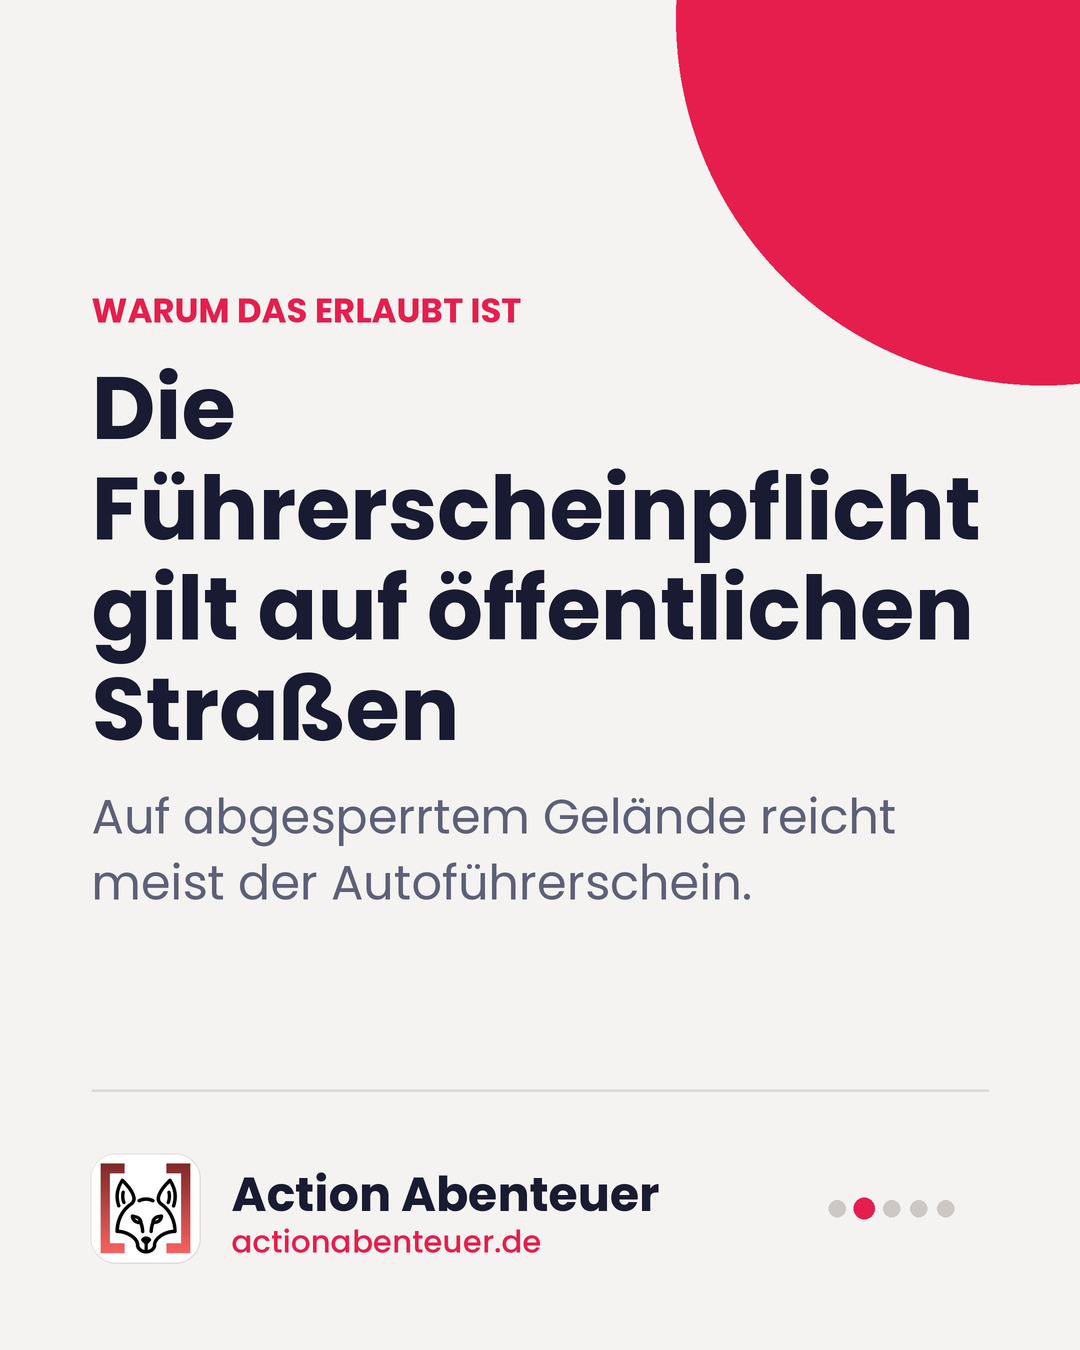 WARUM DAS ERLAUBT IST
Die
Führerscheinpflicht
gilt auf öffentlichen
Straßen
Auf abgesperrtem Gelände reicht
meist der Autoführerschein.
Action Abenteuer
actionabenteuer.de